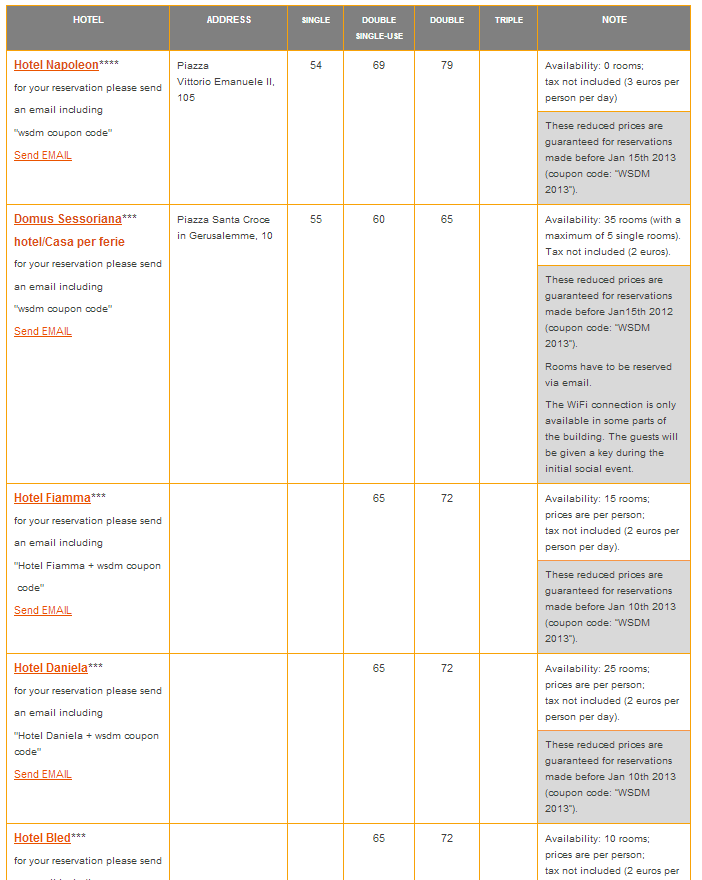 HOTEL ADDRESS SINGLE DOUBLE SINGLE-USE DOUBLE TRIPLE NOTE
Hotel Napoleon****
for your reservation please send
an email including
"wsdm coupon code"
Send EMAIL
Piazza
Vittorio Emanuele II,
105
54
69
79
Availability: 0 rooms;
tax not included (3 euros per
person per day)
These reduced prices are
guaranteed for reservations
made before Jan 15th 2013
(coupon code: "WSDM
2013").
Domus Sessoriana***
hotel/Casa per ferie
for your reservation please send
an email including
"wsdm coupon code"
Send EMAIL
Piazza Santa Croce
in Gerusalemme, 10
55
60
65
Availability: 35 rooms (with a
maximum of 5 single rooms).
Tax not included (2 euros).
These reduced prices are
guaranteed for reservations
made before Jan15th 2012
(coupon code: "WSDM
2013").
Rooms have to be reserved
via email.
The WiFi connection is only
available in some parts of
the building. The guests will
be given a key during the
initial social event.
Hotel Fiamma***
for your reservation please send
an email including
"Hotel Fiamma + wsdm coupon
code"
Send EMAIL
65
72
Availability: 15 rooms;
prices are per person;
tax not included (2 euros per
person per day).
These reduced prices are
guaranteed for reservations
made before Jan 10th 2013
(coupon code: "WSDM
2013").
Hotel Daniela***
for your reservation please send
an email including
"Hotel Daniela + wsdm coupon
code"
Send EMAIL
65
72
Availability: 25 rooms;
prices are per person;
tax not included (2 euros per
person per day).
These reduced prices are
guaranteed for reservations
made before Jan 10th 2013
(coupon code: "WSDM
2013").
Hotel Bled***
for your reservation please send
65
72
Availability: 10 rooms;
prices are per person;
tax not included (2 euros per